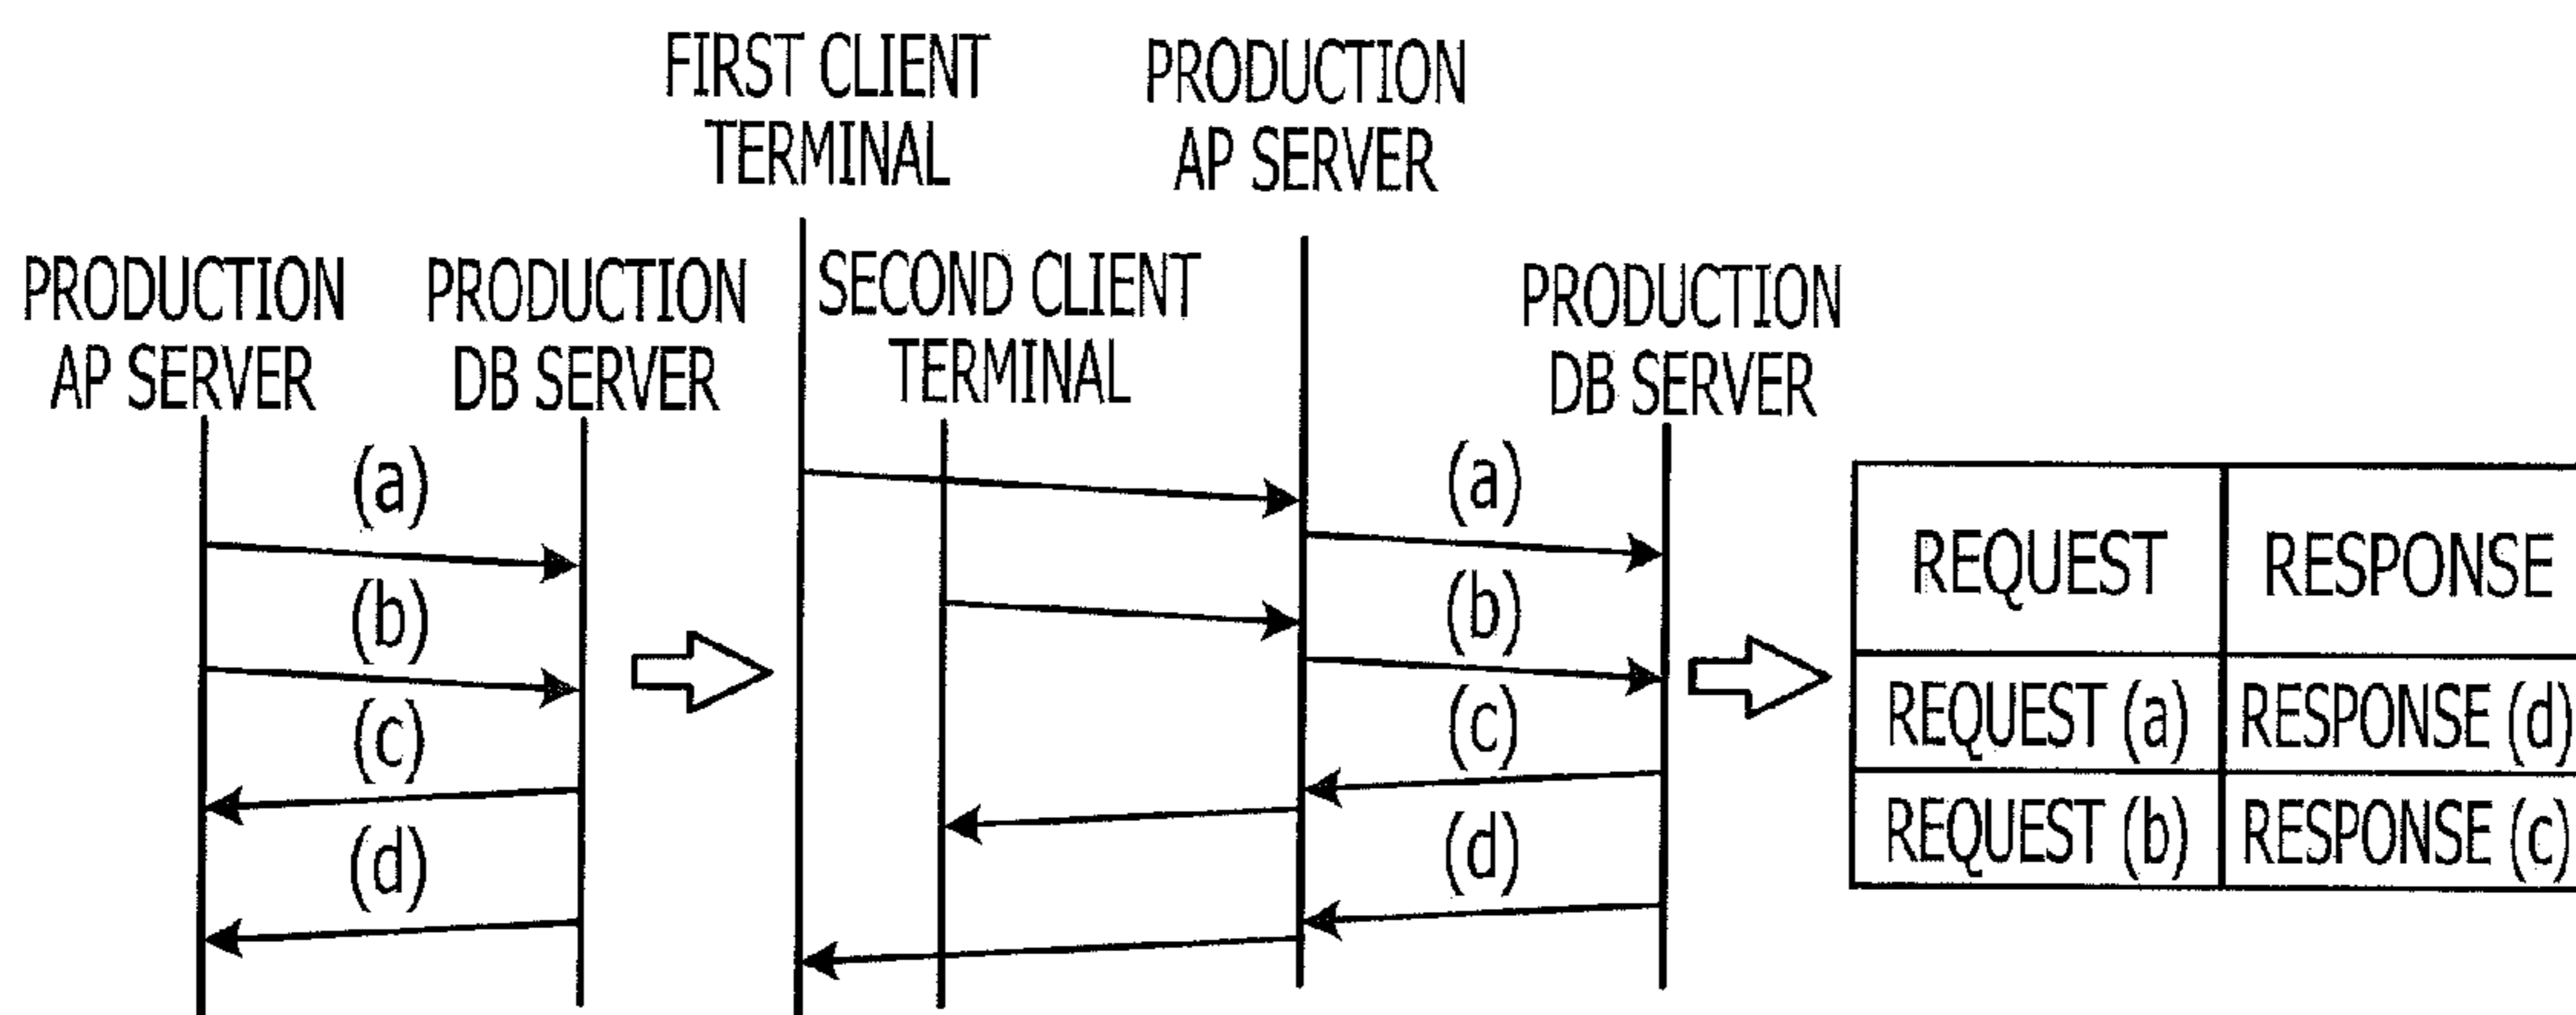 PRODUCTION
AP SERVER
PRODUCTION
DB SERVER
(a)
(b)
(c)
(d)
FIRST CLIENT
TERMINAL
SECOND CLIENT
TERMINAL
PRODUCTION
AP SERVER
PRODUCTION
DB SERVER
(a)
(b)
(c)
(d)
REQUEST RESPONSE
REQUEST (a) RESPONSE (d)
REQUEST (b) RESPONSE (c)